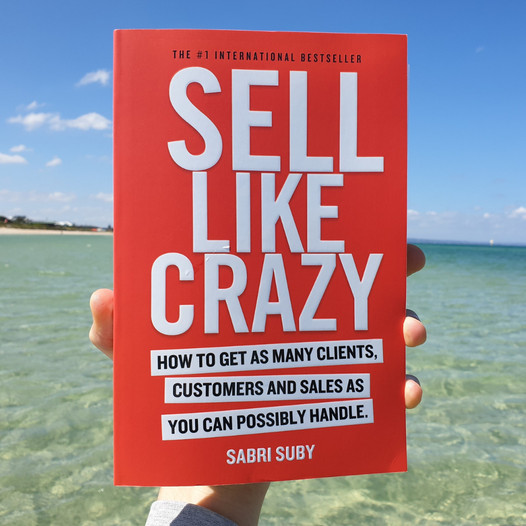 THE #1 INTERNATIONAL BESTSELLER
SELL
LIKE
CRAZY
HOW TO GET AS MANY CLIENTS,
CUSTOMERS AND SALES AS
YOU CAN POSSIBLY HANDLE.
SABRI SUBY